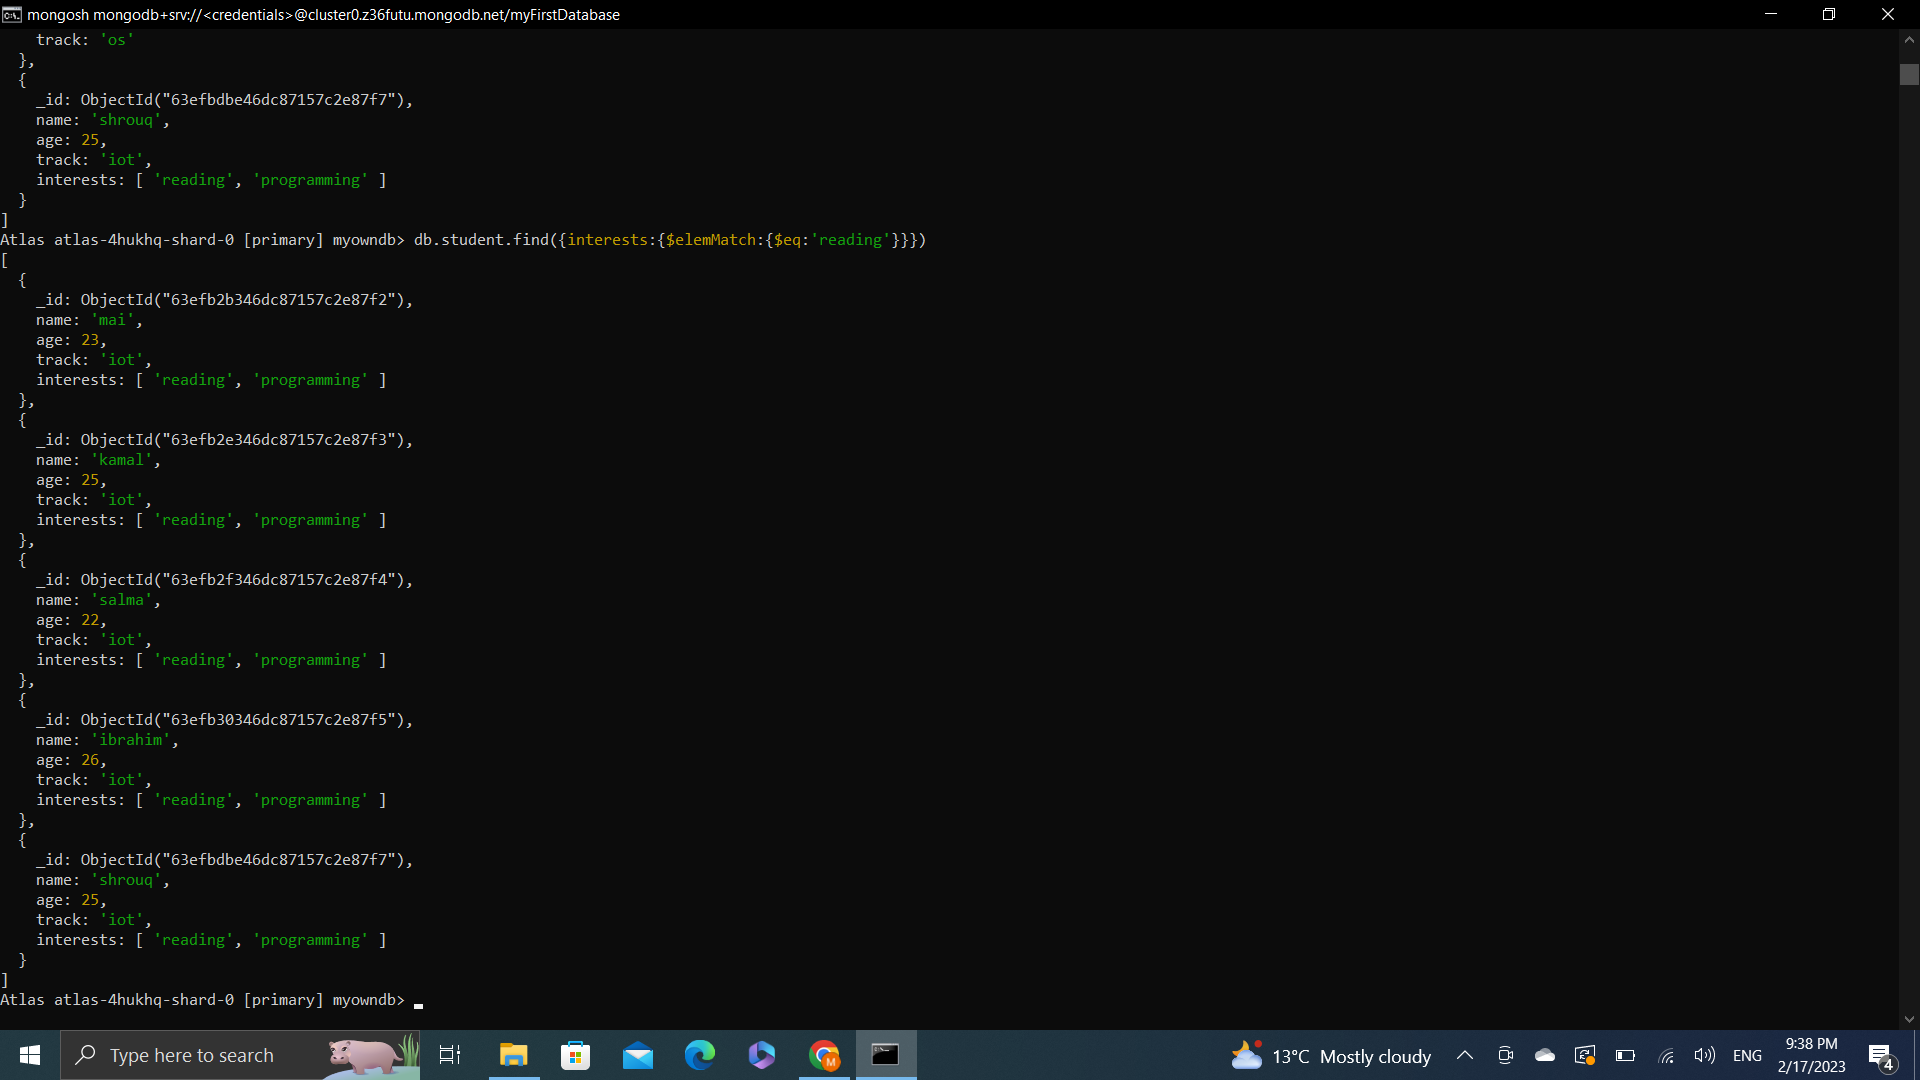 mongosh mongodb+srv://<credentials>@cluster0.z36futu.mongodb.net/myFirstDatabase
    track: 'os'
  },
  {
    _id: ObjectId("63efbdbe46dc87157c2e87f7"),
    name: 'shrouq',
    age: 25,
    track: 'iot',
    interests: [ 'reading', 'programming' ]
  }
]
Atlas atlas-4hukhq-shard-0 [primary] myowndb> db.student.find({interests:{$elemMatch:{$eq:'reading'}}})
[
  {
    _id: ObjectId("63efb2b346dc87157c2e87f2"),
    name: 'mai',
    age: 23,
    track: 'iot',
    interests: [ 'reading', 'programming' ]
  },
  {
    _id: ObjectId("63efb2e346dc87157c2e87f3"),
    name: 'kamal',
    age: 25,
    track: 'iot',
    interests: [ 'reading', 'programming' ]
  },
  {
    _id: ObjectId("63efb2f346dc87157c2e87f4"),
    name: 'salma',
    age: 22,
    track: 'iot',
    interests: [ 'reading', 'programming' ]
  },
  {
    _id: ObjectId("63efb30346dc87157c2e87f5"),
    name: 'ibrahim',
    age: 26,
    track: 'iot',
    interests: [ 'reading', 'programming' ]
  },
  {
    _id: ObjectId("63efbdbe46dc87157c2e87f7"),
    name: 'shrouq',
    age: 25,
    track: 'iot',
    interests: [ 'reading', 'programming' ]
  }
]
Atlas atlas-4hukhq-shard-0 [primary] myowndb>
Type here to search
13°C Mostly cloudy
ENG
9:38 PM
2/17/2023
4